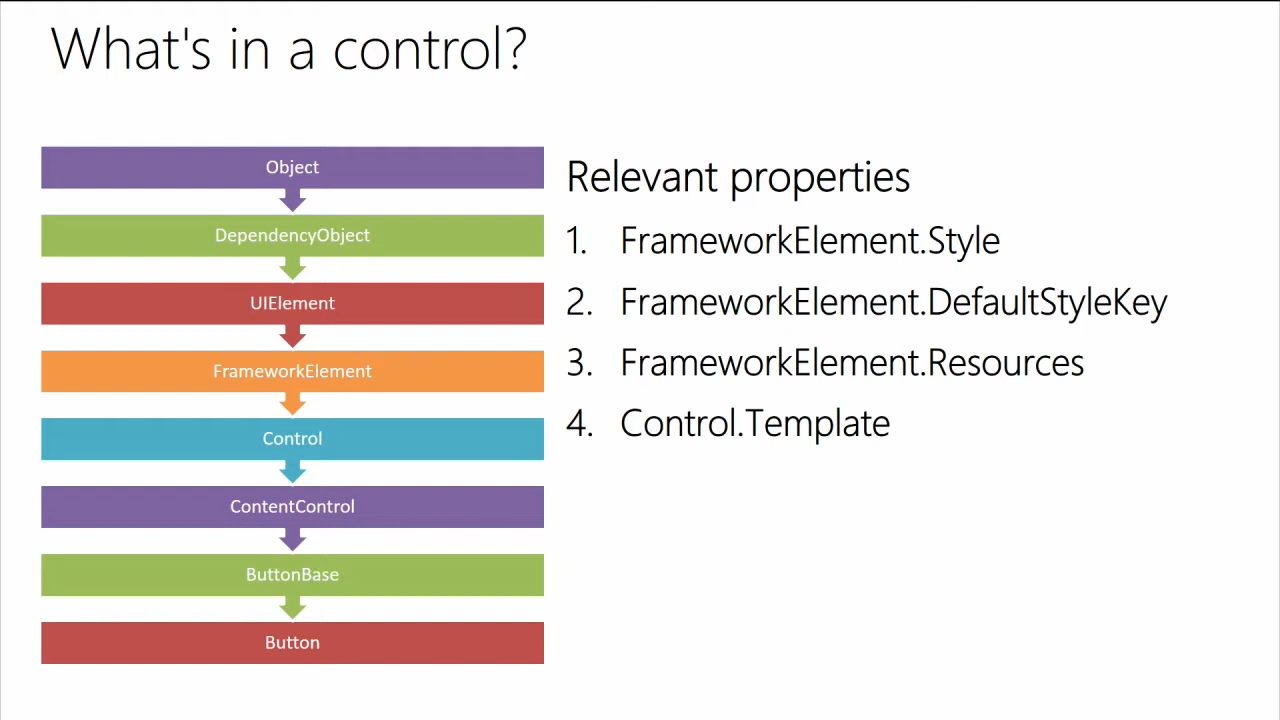 What's in a control?
Object
DependencyObject
UIElement
FrameworkElement
Control
ContentControl
ButtonBase
Button
Relevant properties
1. FrameworkElement.Style
2. FrameworkElement.DefaultStyleKey
3. FrameworkElement.Resources
4. Control.Template